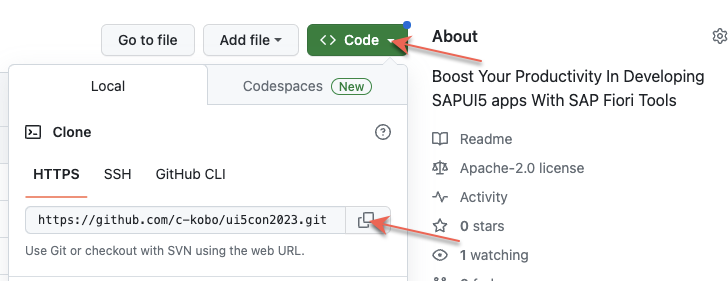 Go to file
Add file
<> Code
Local
Codespaces
New
Clone
HTTPS
SSH
GitHub CLI
https://github.com/c-kobo/ui5con2023.git
Use Git or checkout with SVN using the web URL.
About
Boost Your Productivity In Developing
SAPUI5 apps With SAP Fiori Tools
Readme
Apache-2.0 license
Activity
0 stars
1 watching